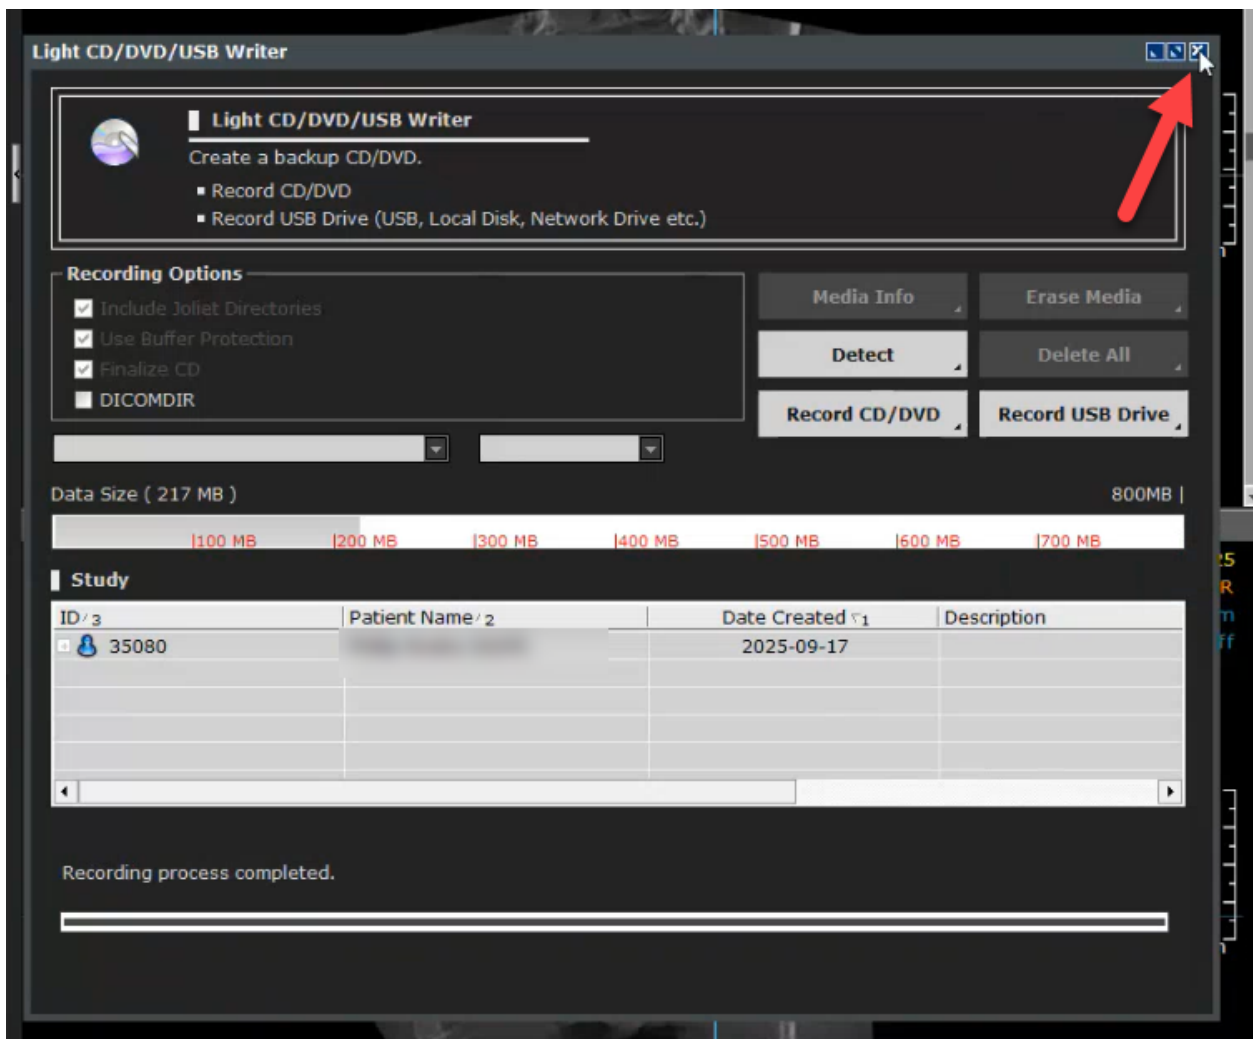 Light CD/DVD/USB Writer
Light CD/DVD/USB Writer
Create a backup CD/DVD.
▪ Record CD/DVD
▪ Record USB Drive (USB, Local Disk, Network Drive etc.)
Recording Options
Include Joliet Directories
Use Buffer Protection
Finalize CD
DICOMDIR
Media Info Erase Media
Detect Delete All
Record CD/DVD Record USB Drive
Data Size ( 217 MB ) 800MB |
|100 MB |200 MB |300 MB |400 MB |500 MB |600 MB |700 MB
Study
ID 3 Patient Name 2 Date Created 1 Description
35080 2025-09-17
Recording process completed.